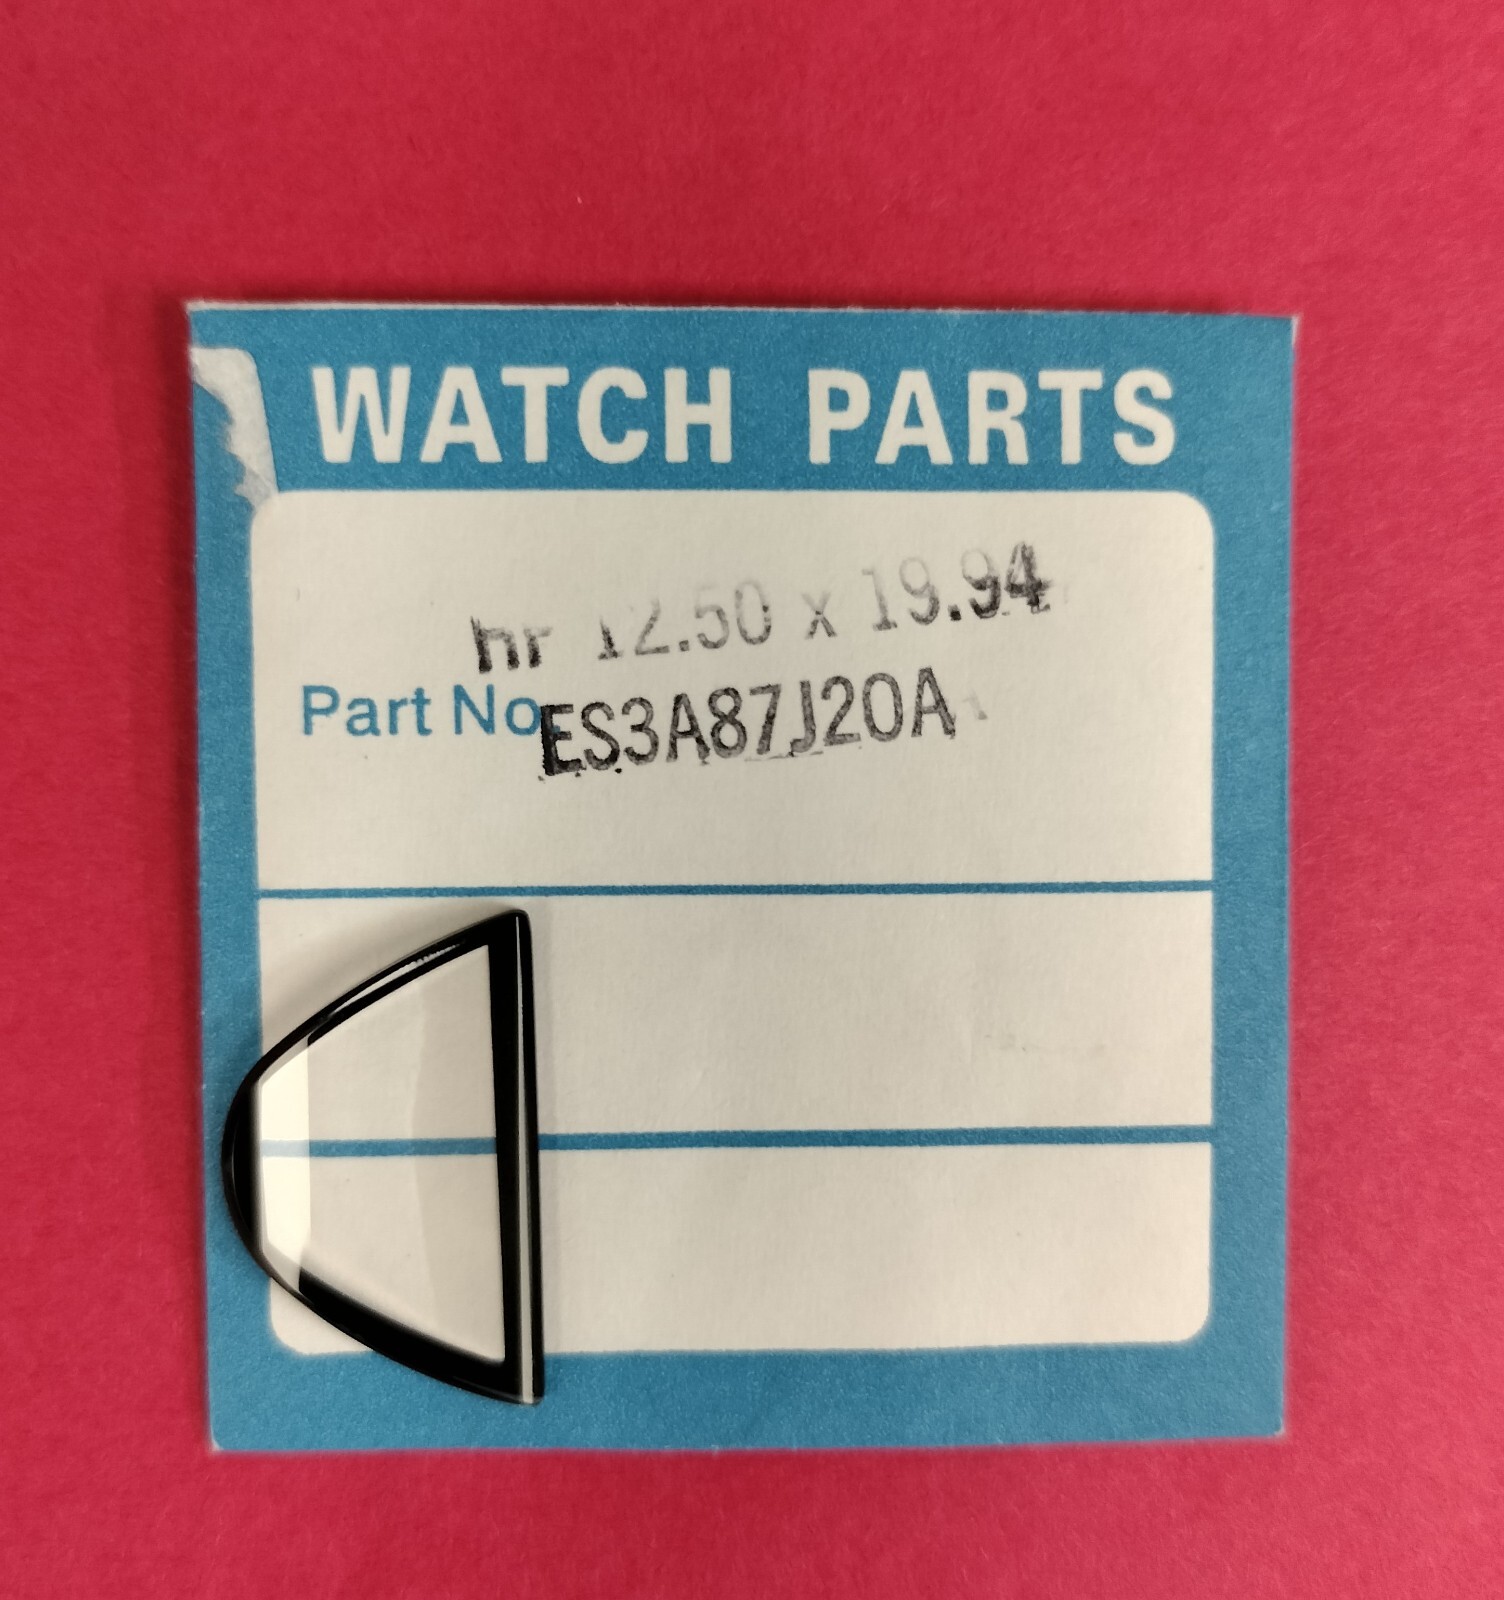 WATCH PARTS
hr 12.50 x 19.94
Part No. ES3A87J20A